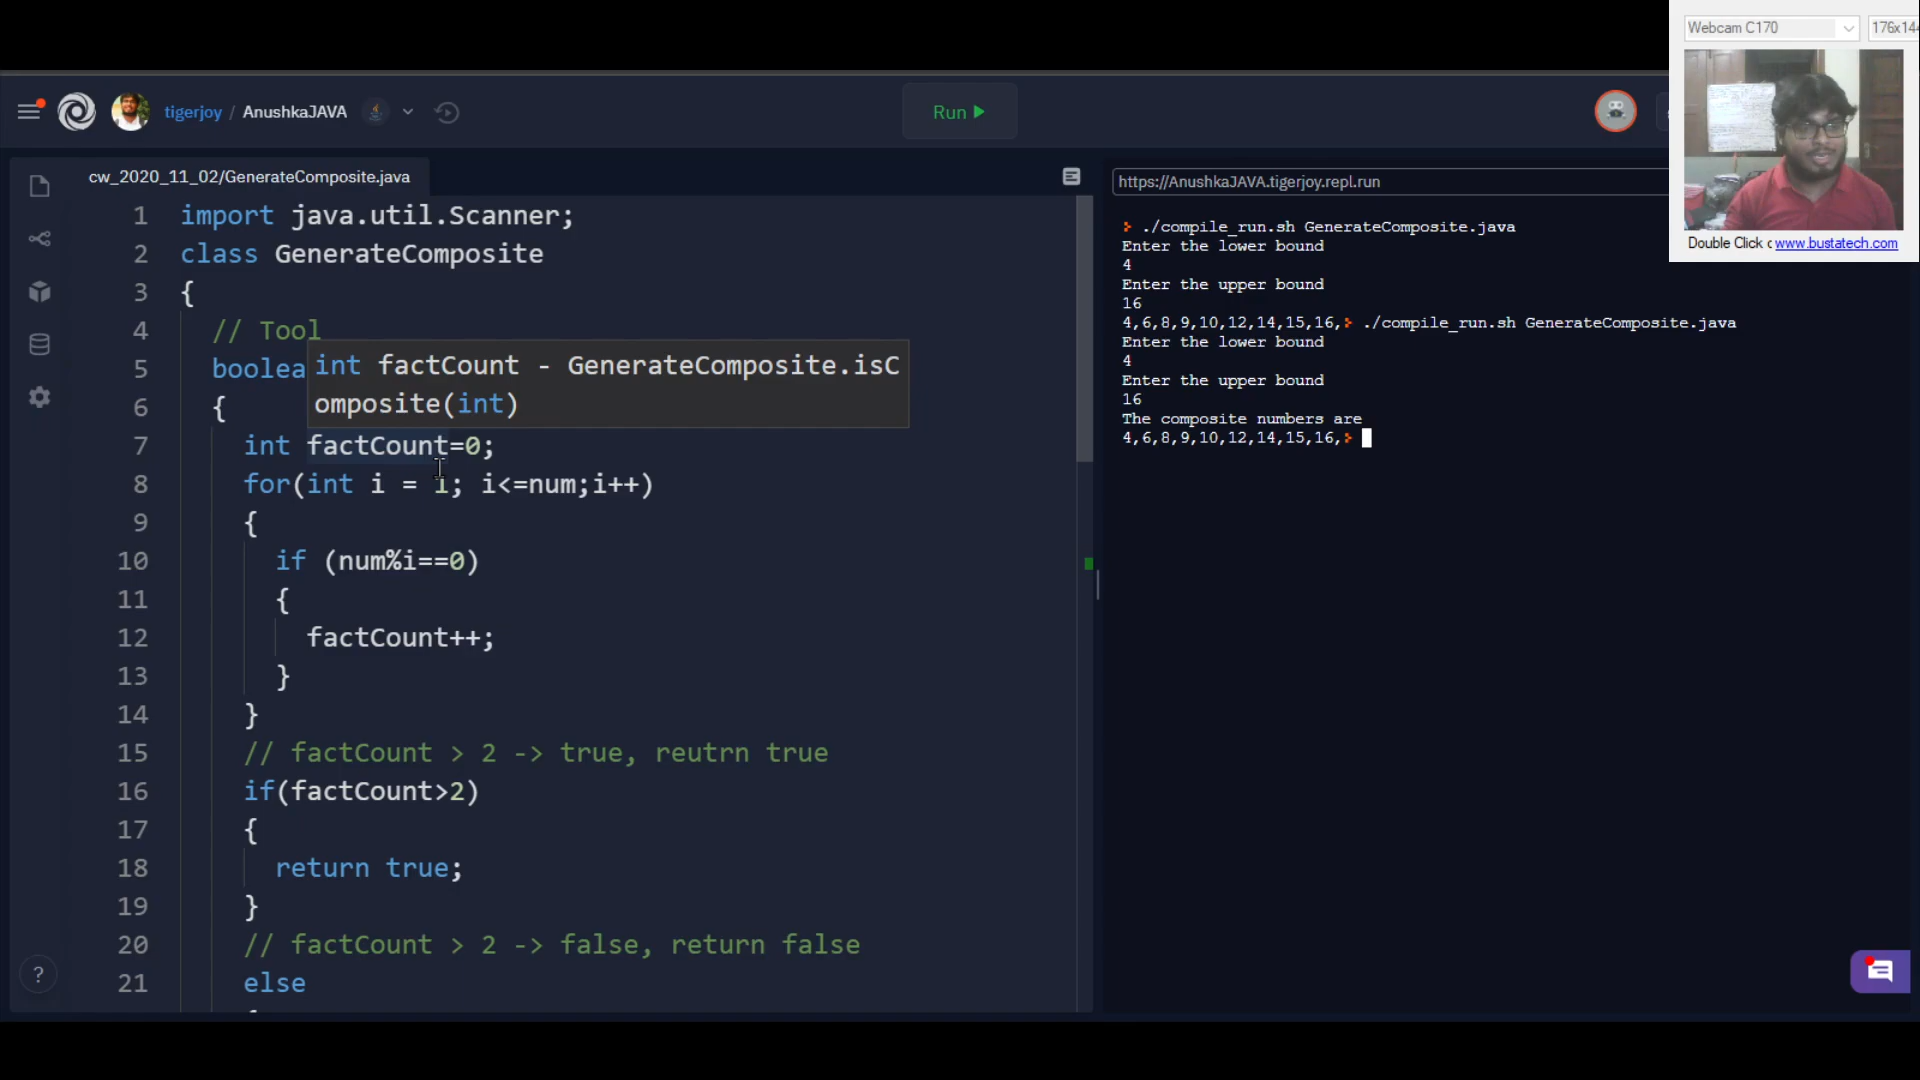 Webcam C170
176x144
tigerjoy / AnushkaJAVA
Run
cw_2020_11_02/GenerateComposite.java
https://AnushkaJAVA.tigerjoy.repl.run
Double Click www.bustatech.com
1 import java.util.Scanner;
2 class GenerateComposite
3 {
4 // Tool
5 boolea
int factCount - GenerateComposite.isC
omposite(int)
6 {
7 int factCount=0;
8 for(int i = 1; i<=num;i++)
9 {
10 if (num%i==0)
11 {
12 factCount++;
13 }
14 }
15 // factCount > 2 -> true, reutrn true
16 if(factCount>2)
17 {
18 return true;
19 }
20 // factCount > 2 -> false, return false
21 else
?
> ./compile_run.sh GenerateComposite.java
Enter the lower bound
4
Enter the upper bound
16
4,6,8,9,10,12,14,15,16,> ./compile_run.sh GenerateComposite.java
Enter the lower bound
4
Enter the upper bound
16
The composite numbers are
4,6,8,9,10,12,14,15,16,>